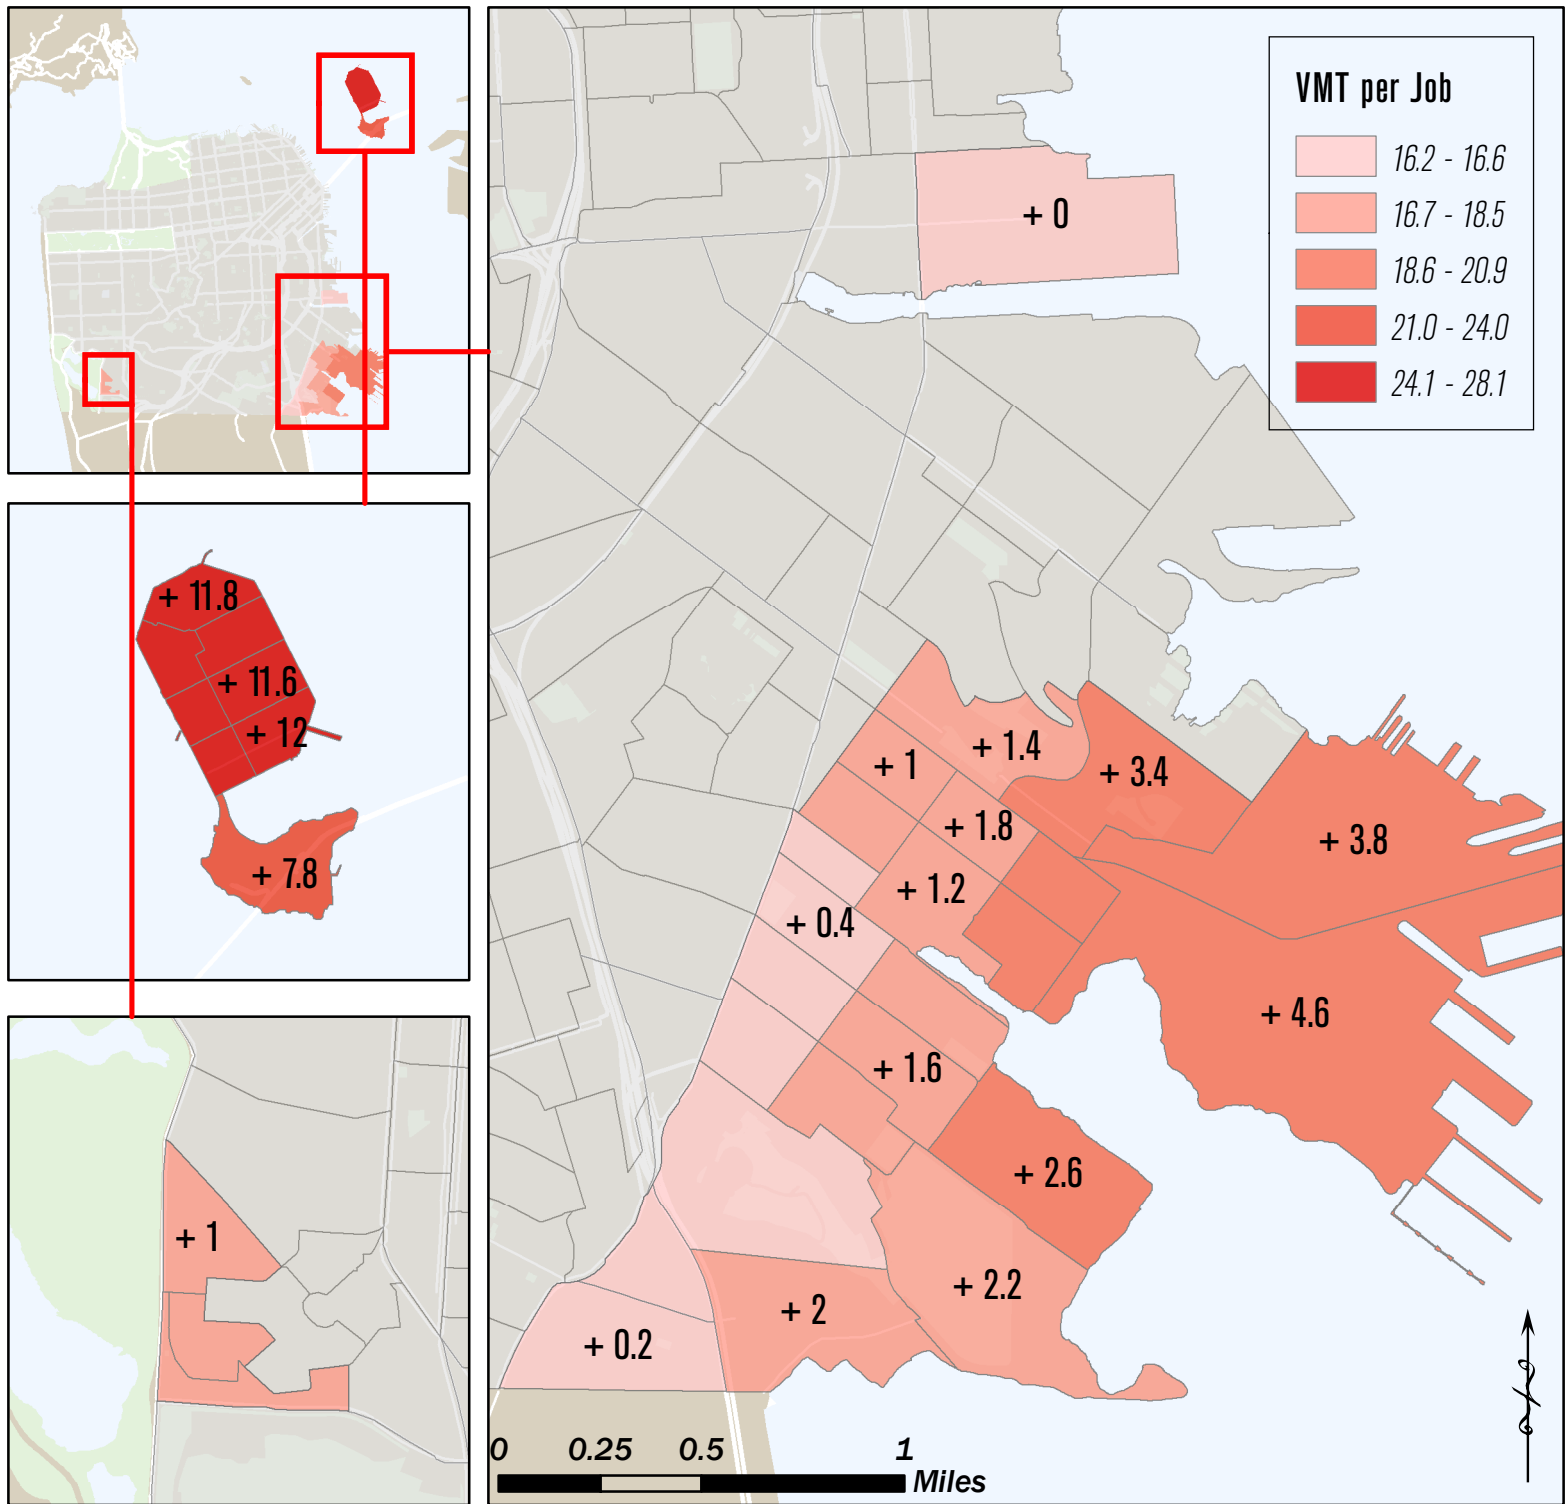 VMT per Job
16.2 - 16.6
16.7 - 18.5
18.6 - 20.9
21.0 - 24.0
24.1 - 28.1
+ 0
+ 11.8
+ 11.6
+ 12
+ 7.8
+ 1
+ 1.4
+ 1
+ 3.4
+ 1.8
+ 3.8
+ 1.2
+ 0.4
+ 4.6
+ 1.6
+ 2.6
+ 2.2
+ 2
+ 0.2
0 0.25 0.5 1
Miles